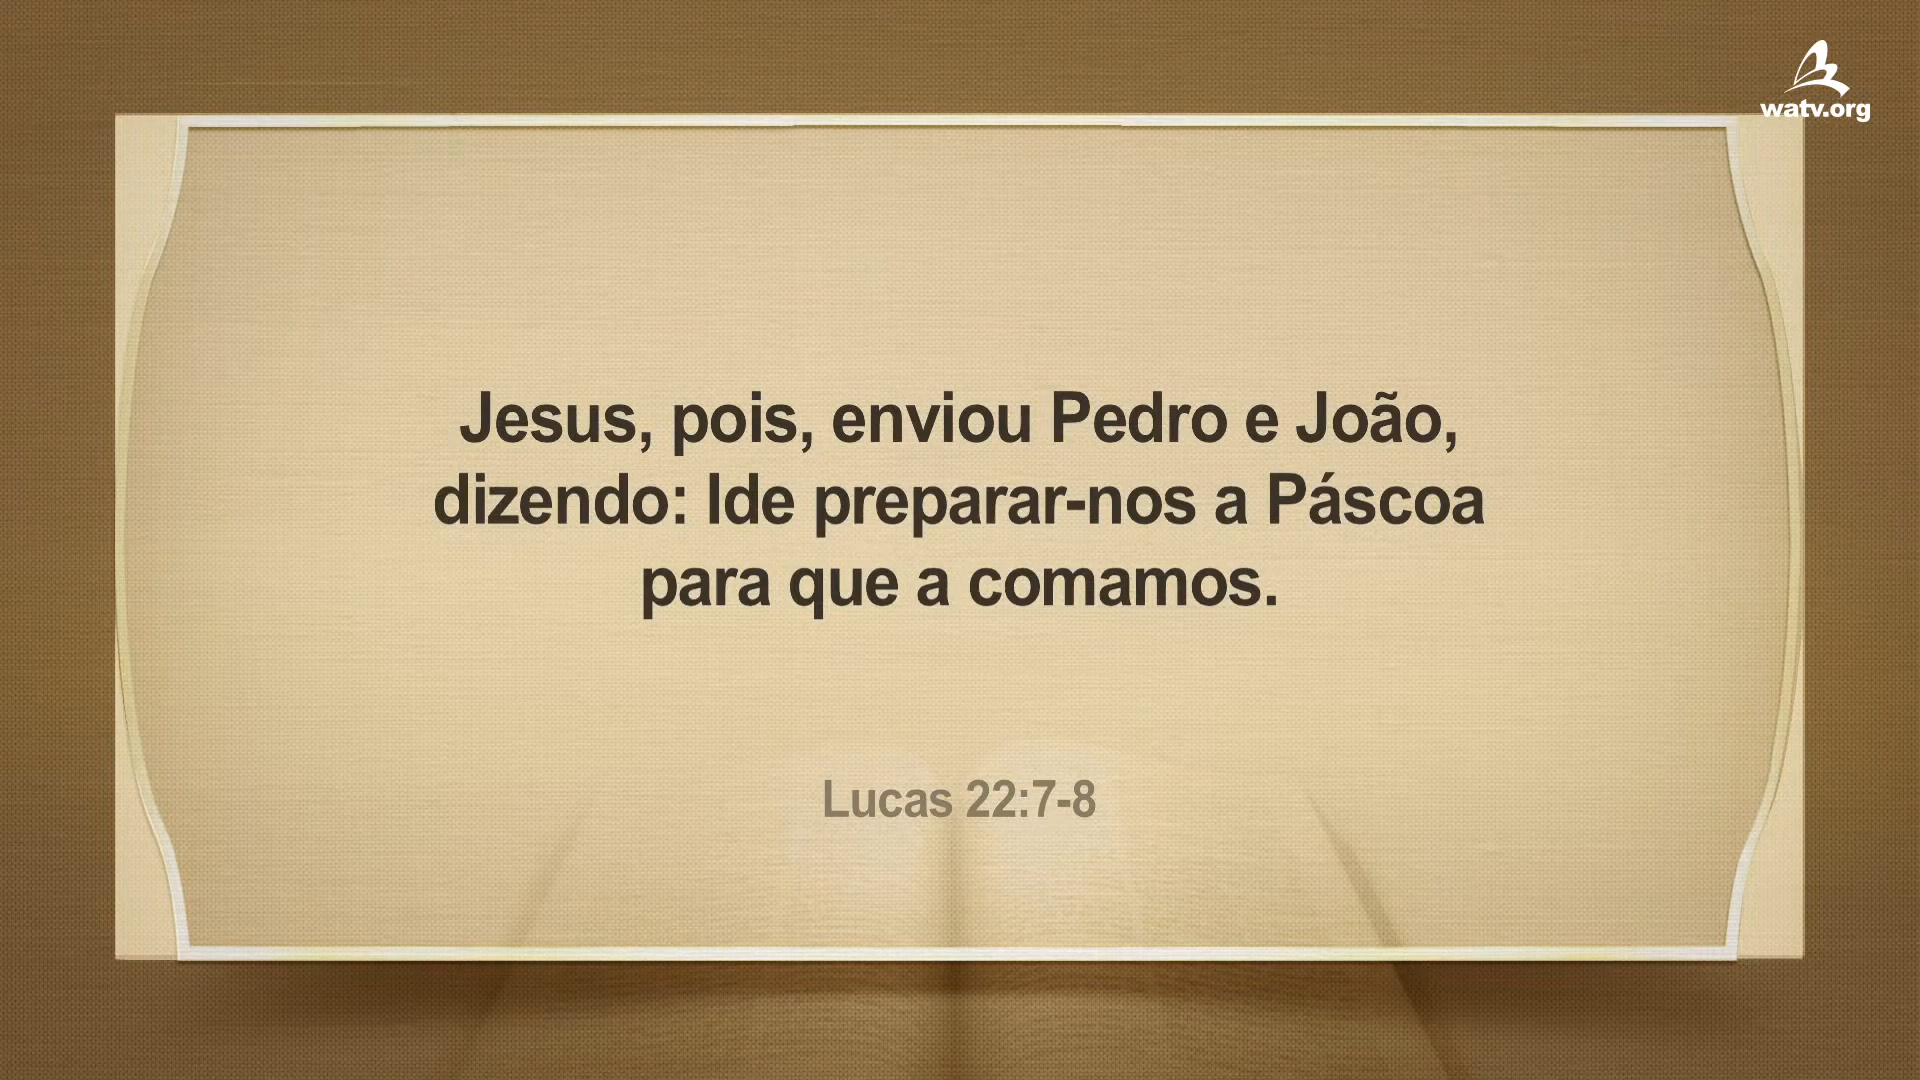 watv.org
Jesus, pois, enviou Pedro e João,
dizendo: Ide preparar-nos a Páscoa
para que a comamos.
Lucas 22:7-8